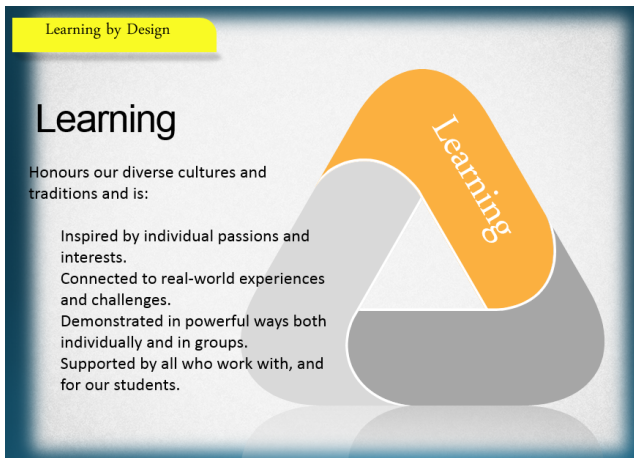 Learning by Design
Learning
Honours our diverse cultures and
traditions and is:
Inspired by individual passions and
interests.
Connected to real-world experiences
and challenges.
Demonstrated in powerful ways both
individually and in groups.
Supported by all who work with, and
for our students.
Learning